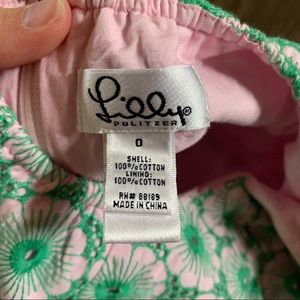 Lilly®
PULITZER
0
SHELL:
100% COTTON
LINING:
100% COTTON
RN# 88189
MADE IN CHINA